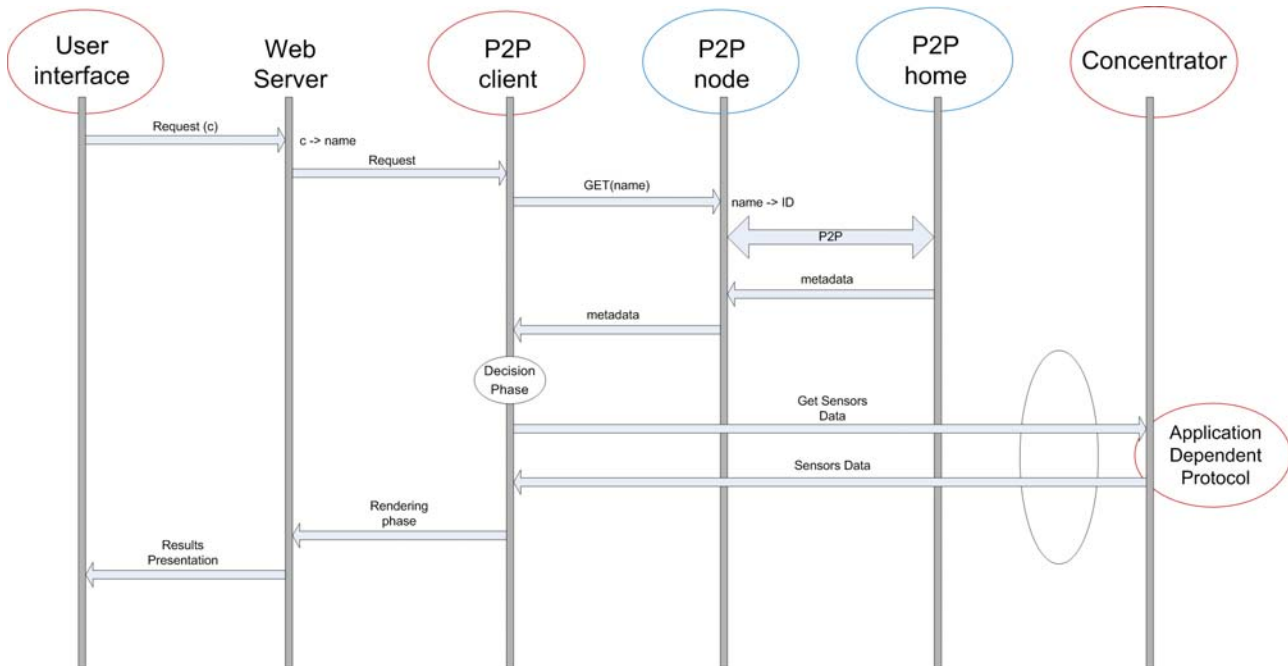 User
interface
Web
Server
P2P
client
P2P
node
P2P
home
Concentrator
Request (c)
c -> name
Request
GET(name)
name -> ID
P2P
metadata
metadata
Decision
Phase
Get Sensors
Data
Application
Dependent
Protocol
Sensors Data
Rendering
phase
Results
Presentation